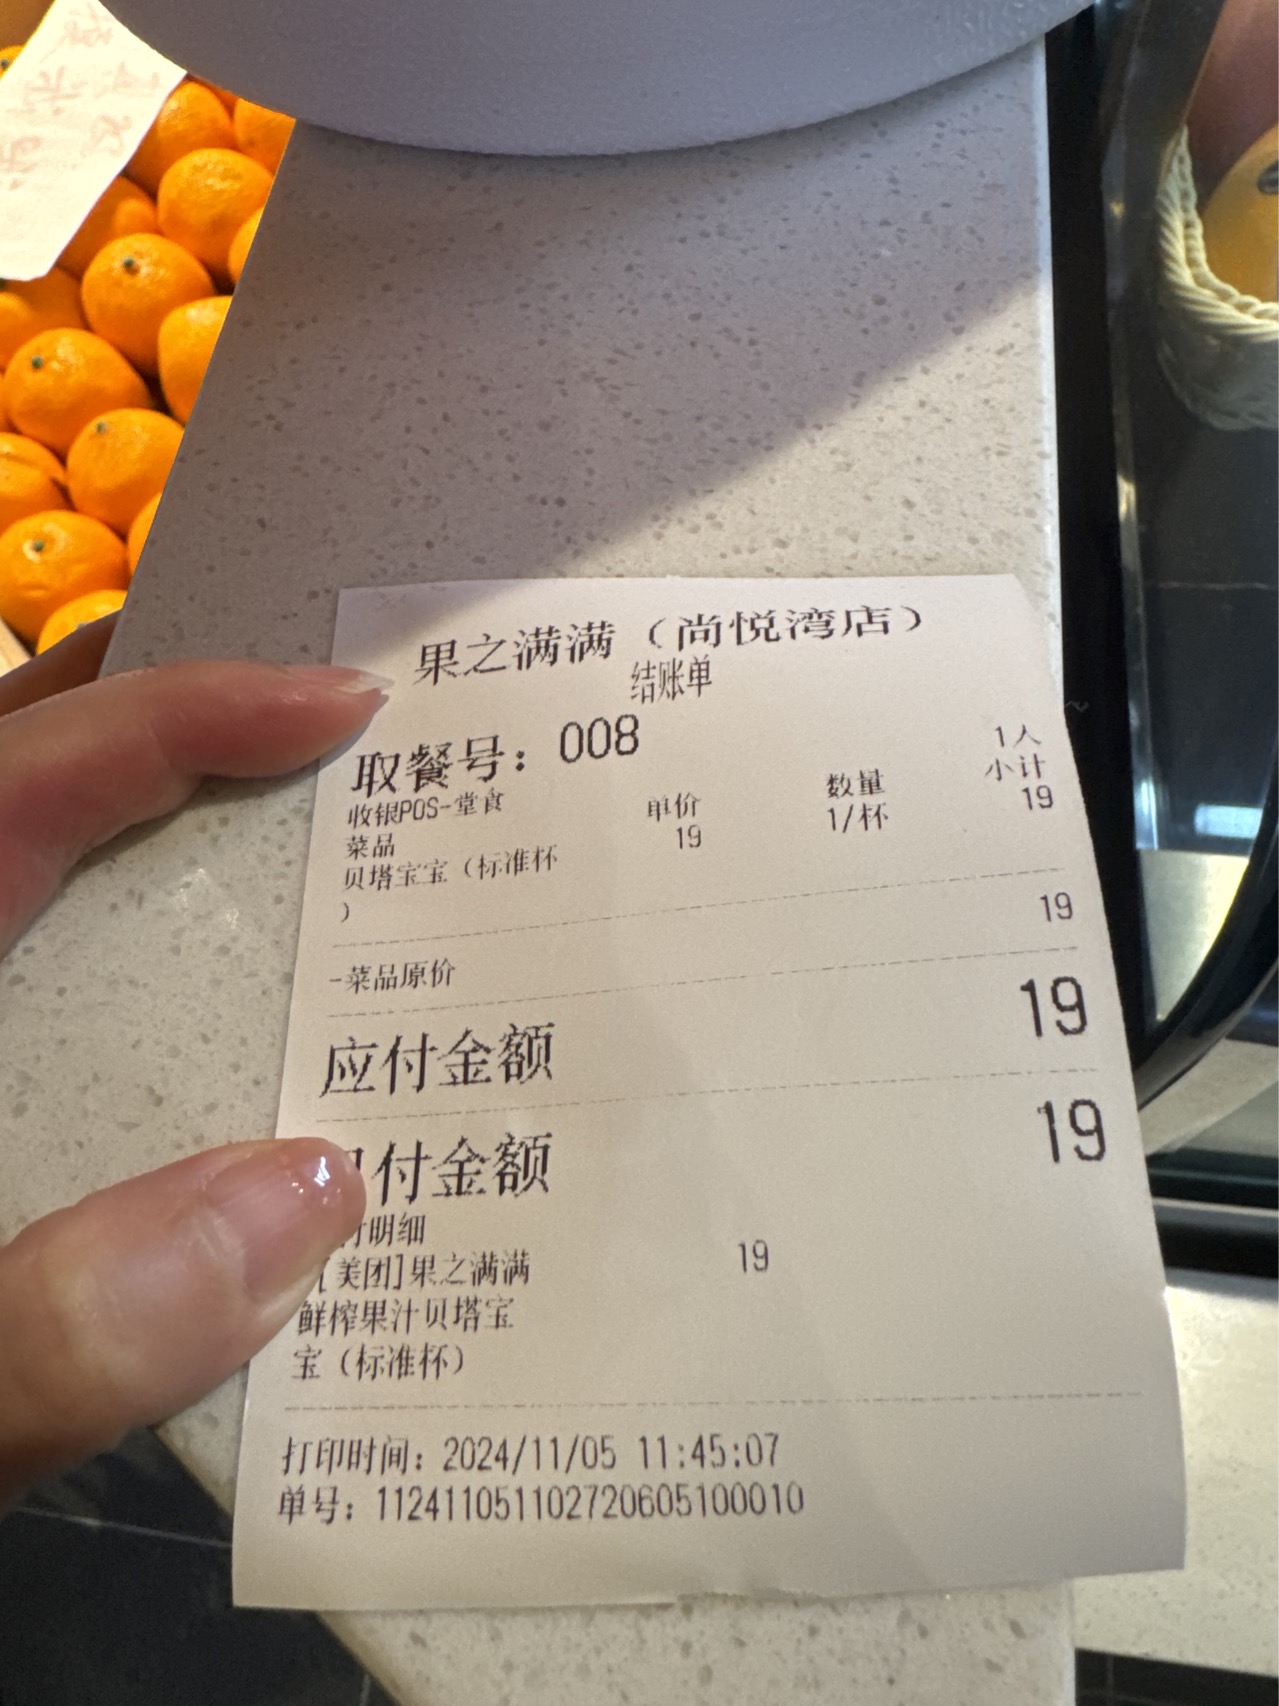 果之满满（尚悦湾店）
结账单
取餐号：008
1人
收银POS-堂食
菜品 单价 数量 小计
贝塔宝宝（标准杯 19 1/杯 19
）
-菜品原价 19
应付金额 19
付金额 19
明细
[美团]果之满满 19
鲜榨果汁贝塔宝
宝（标准杯）
打印时间：2024/11/05 11:45:07
单号：1124110511027206051 00010